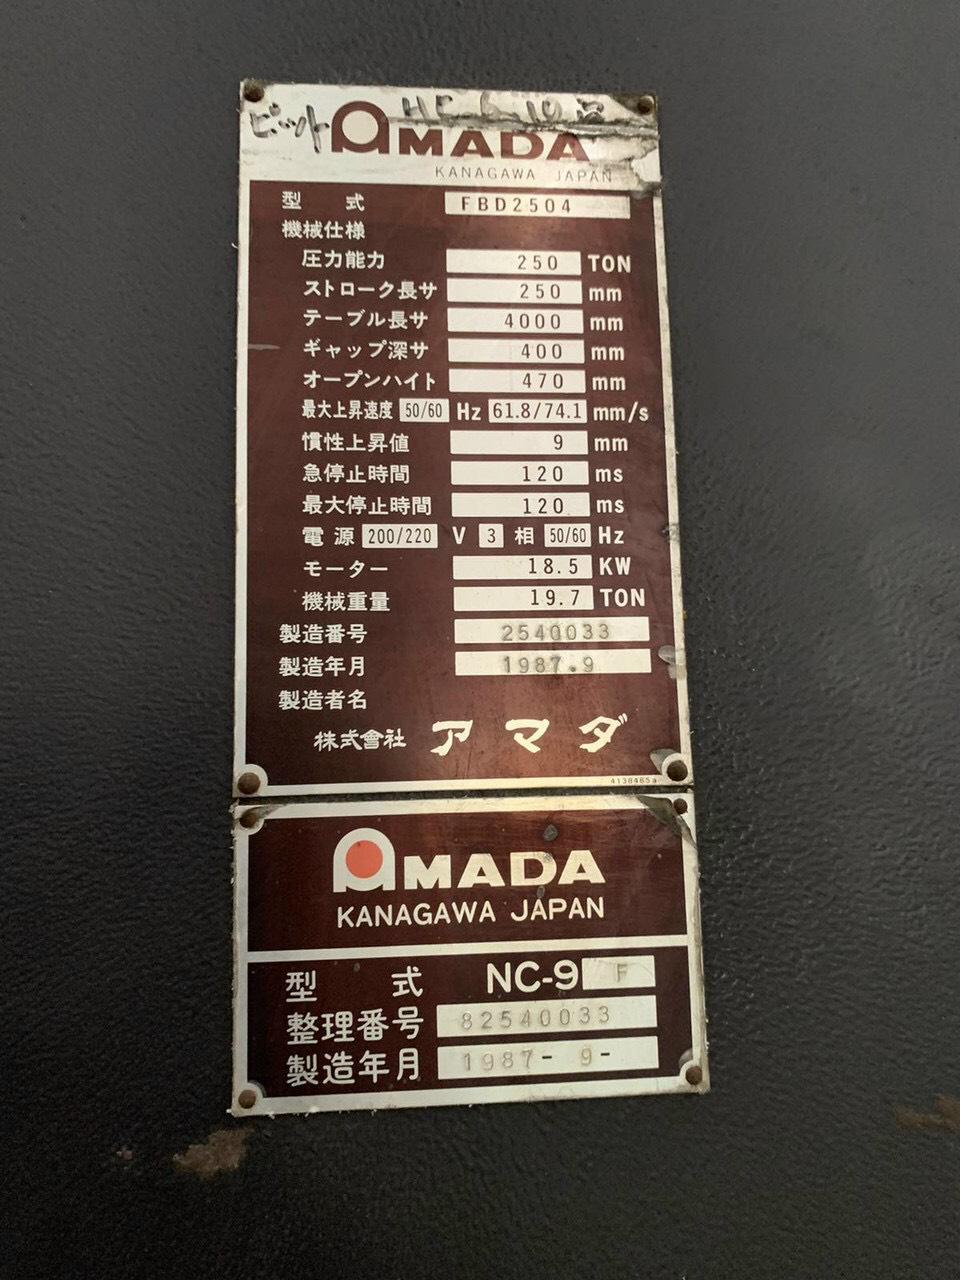 ピット
AMADA
KANAGAWA JAPAN
型式 FBD2504
機械仕様
圧力能力 250 TON
ストローク長サ 250 mm
テーブル長サ 4000 mm
ギャップ深サ 400 mm
オープンハイト 470 mm
最大上昇速度 50/60 Hz 61.8/74.1 mm/s
慣性上昇値 9 mm
急停止時間 120 ms
最大停止時間 120 ms
電源 200/220 V 3 相 50/60 Hz
モーター 18.5 KW
機械重量 19.7 TON
製造番号 2540033
製造年月 1987.9
製造者名
株式會社 アマダ
4138485a
AMADA
KANAGAWA JAPAN
型式 NC-9 F
整理番号 82540033
製造年月 1987-9-